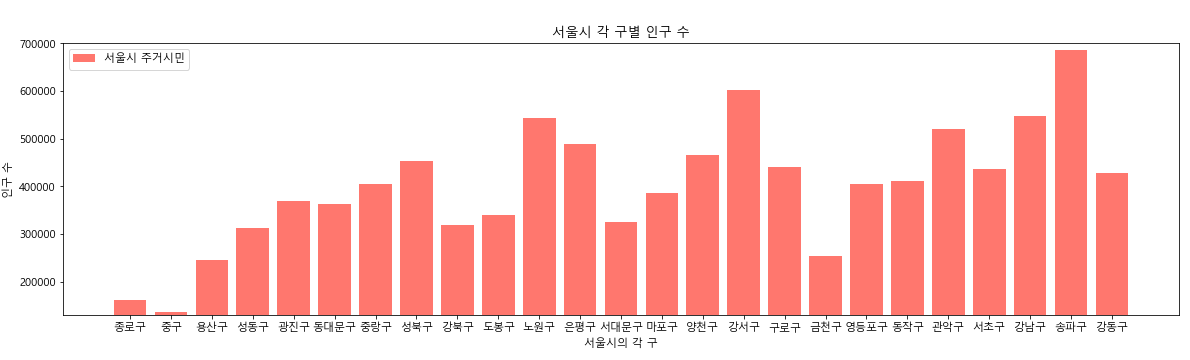 서울시 각 구별 인구 수
서울시 주거시민
인구 수
700000
600000
500000
400000
300000
200000
종로구 중구 용산구 성동구 광진구 동대문구 중랑구 성북구 강북구 도봉구 노원구 은평구 서대문구 마포구 양천구 강서구 구로구 금천구 영등포구 동작구 관악구 서초구 강남구 송파구 강동구
서울시의 각 구